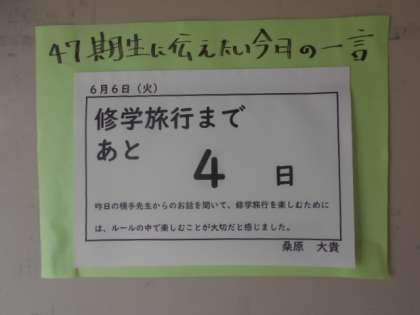 47期生に伝えたい今日の一言
6月6日（火）
修学旅行まで
あと
4 日
昨日の横手先生からのお話を聞いて、修学旅行を楽しむために
は、ルールの中で楽しむことが大切だと感じました。
桑原 大貴